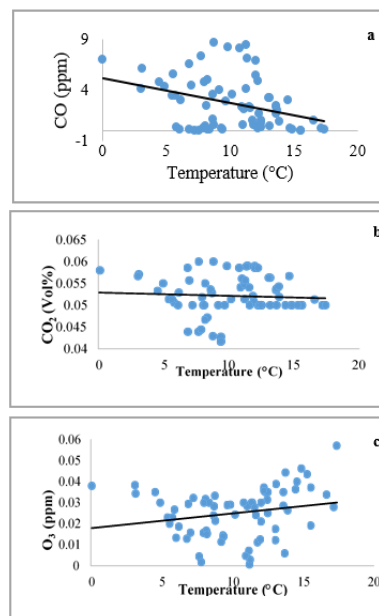 a
9
4
-1
CO (ppm)
0 5 10 15 20
Temperature (°C)
b
0.065
0.06
0.055
0.05
0.045
0.04
CO2 (Vol%)
0 5 10 15 20
Temperature (°C)
c
0.06
0.05
0.04
0.03
0.02
0.01
0
O3 (ppm)
0 5 10 15 20
Temperature (°C)